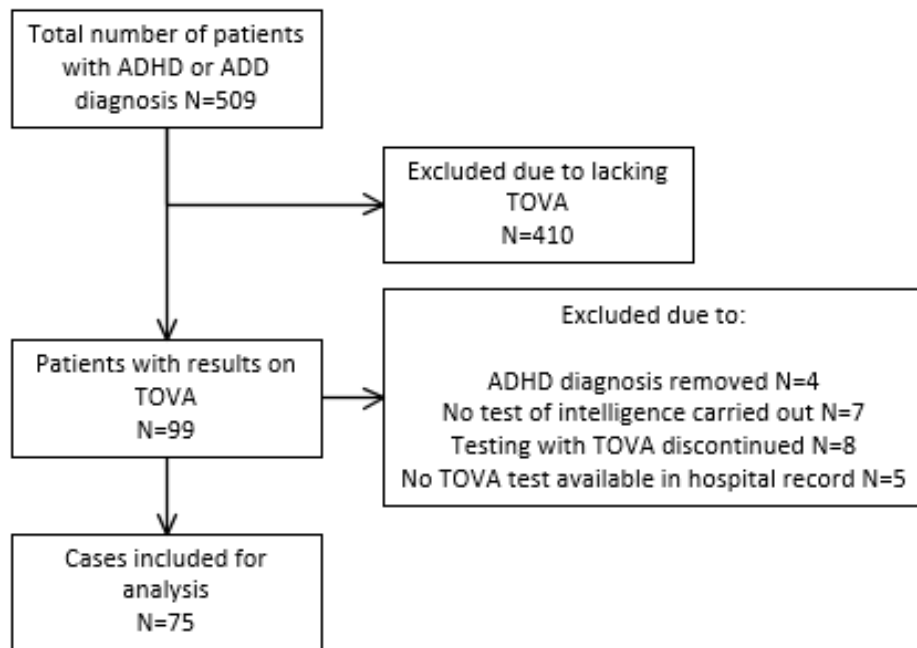 Total number of patients
with ADHD or ADD
diagnosis N=509
Excluded due to lacking
TOVA
N=410
Patients with results on
TOVA
N=99
Excluded due to:
ADHD diagnosis removed N=4
No test of intelligence carried out N=7
Testing with TOVA discontinued N=8
No TOVA test available in hospital record N=5
Cases included for
analysis
N=75